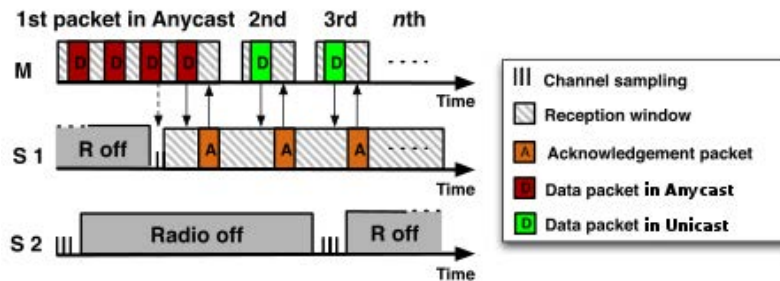 1st packet in Anycast 2nd 3rd nth
M D D D D D D
Time
Channel sampling
Reception window
Acknowledgement packet
Data packet in Anycast
Data packet in Unicast
A
D
D
S 1 R off A A A
Time
S 2 Radio off R off
Time